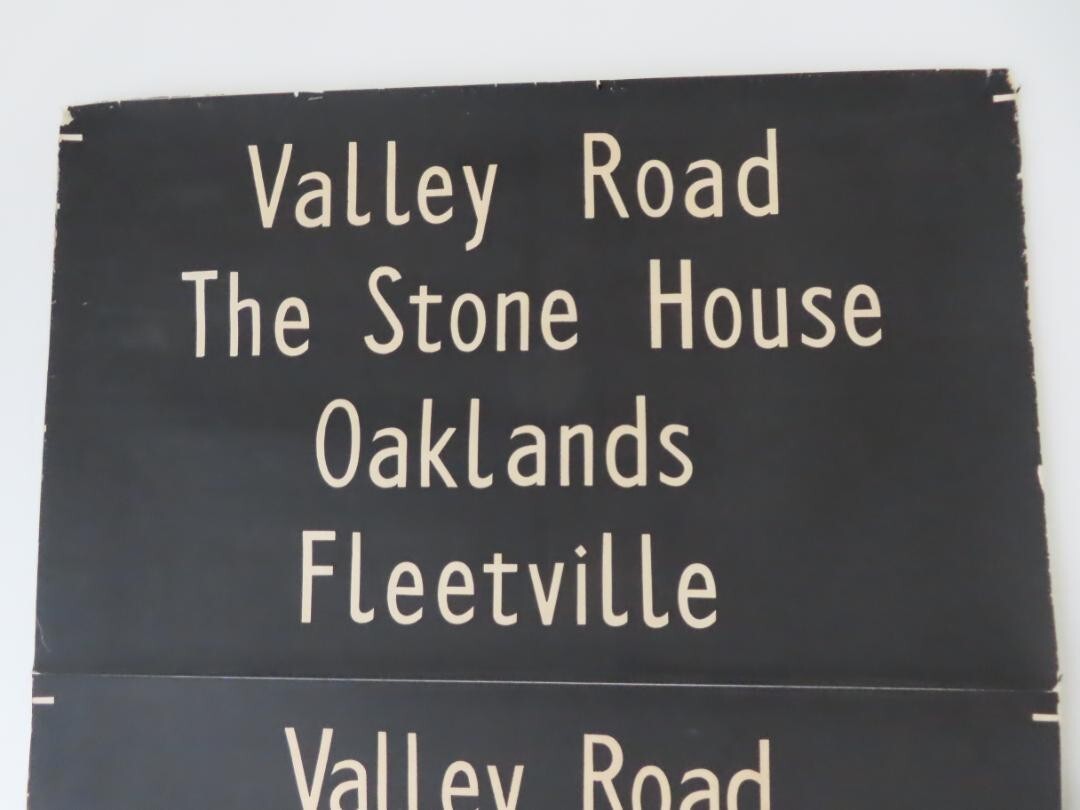 Valley Road
The Stone House
Oaklands
Fleetville
Valley Road